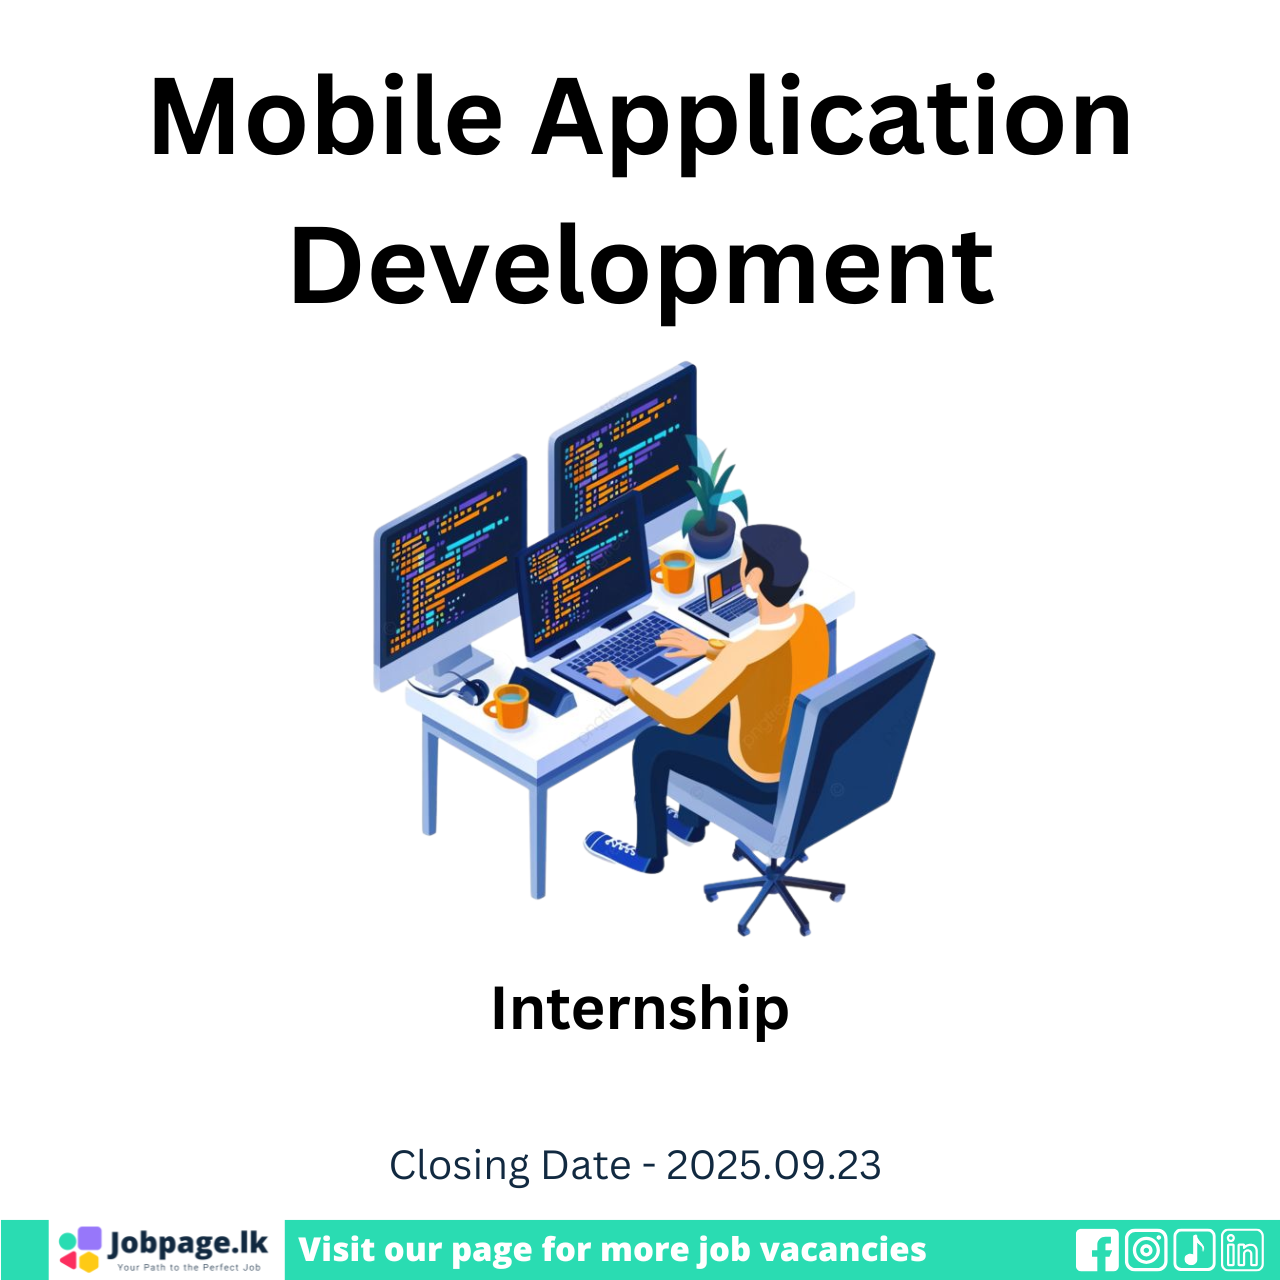 Mobile Application
Development
Internship
Closing Date - 2025.09.23
Jobpage.lk
Your Path to the Perfect Job
Visit our page for more job vacancies
in